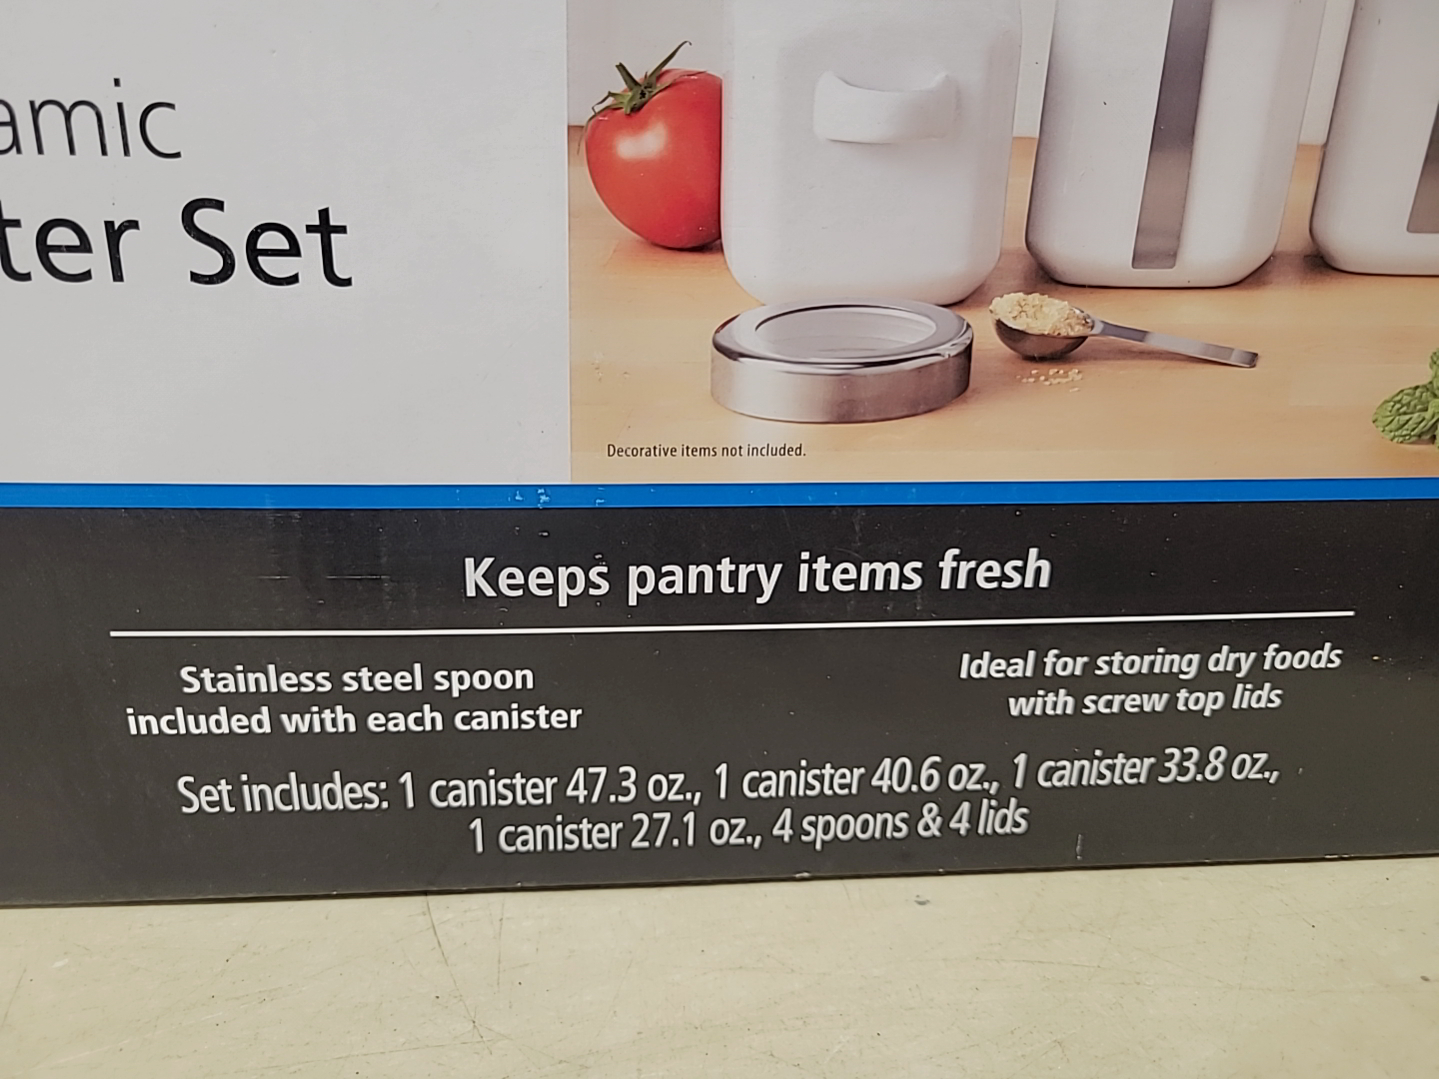 amic
ter Set
Decorative items not included.
Keeps pantry items fresh
Stainless steel spoon
included with each canister
Ideal for storing dry foods
with screw top lids
Set includes: 1 canister 47.3 oz., 1 canister 40.6 oz., 1 canister 33.8 oz.,
1 canister 27.1 oz., 4 spoons & 4 lids